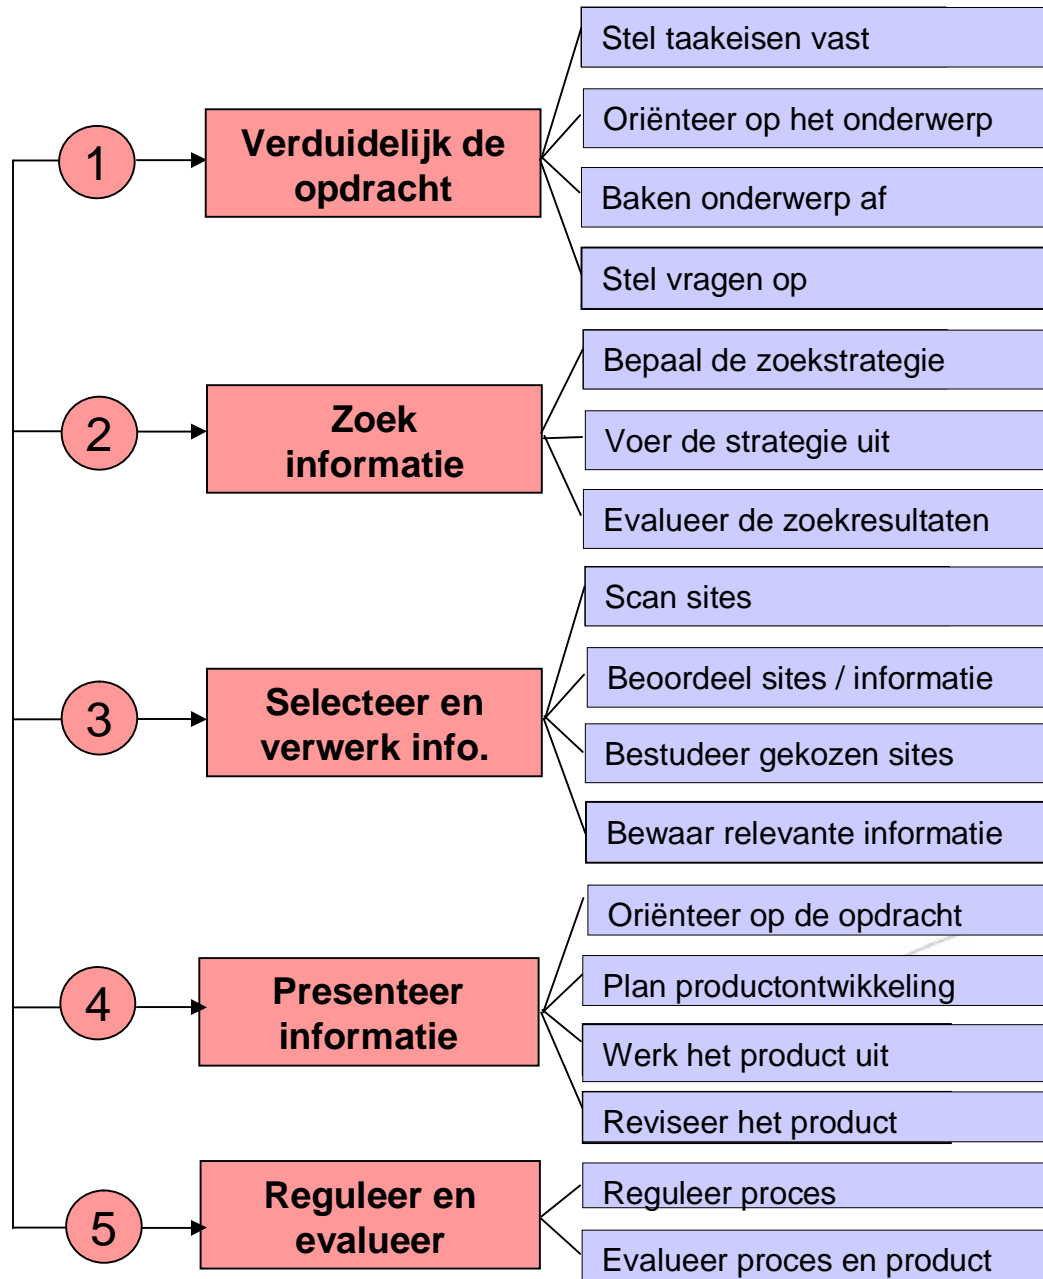 1
Verduidelijk de
opdracht
Stel taakeisen vast
Oriënteer op het onderwerp
Baken onderwerp af
Stel vragen op
2
Zoek
informatie
Bepaal de zoekstrategie
Voer de strategie uit
Evalueer de zoekresultaten
3
Selecteer en
verwerk info.
Scan sites
Beoordeel sites / informatie
Bestudeer gekozen sites
Bewaar relevante informatie
4
Presenteer
informatie
Oriënteer op de opdracht
Plan productontwikkeling
Werk het product uit
Reviseer het product
5
Reguleer en
evalueer
Reguleer proces
Evalueer proces en product